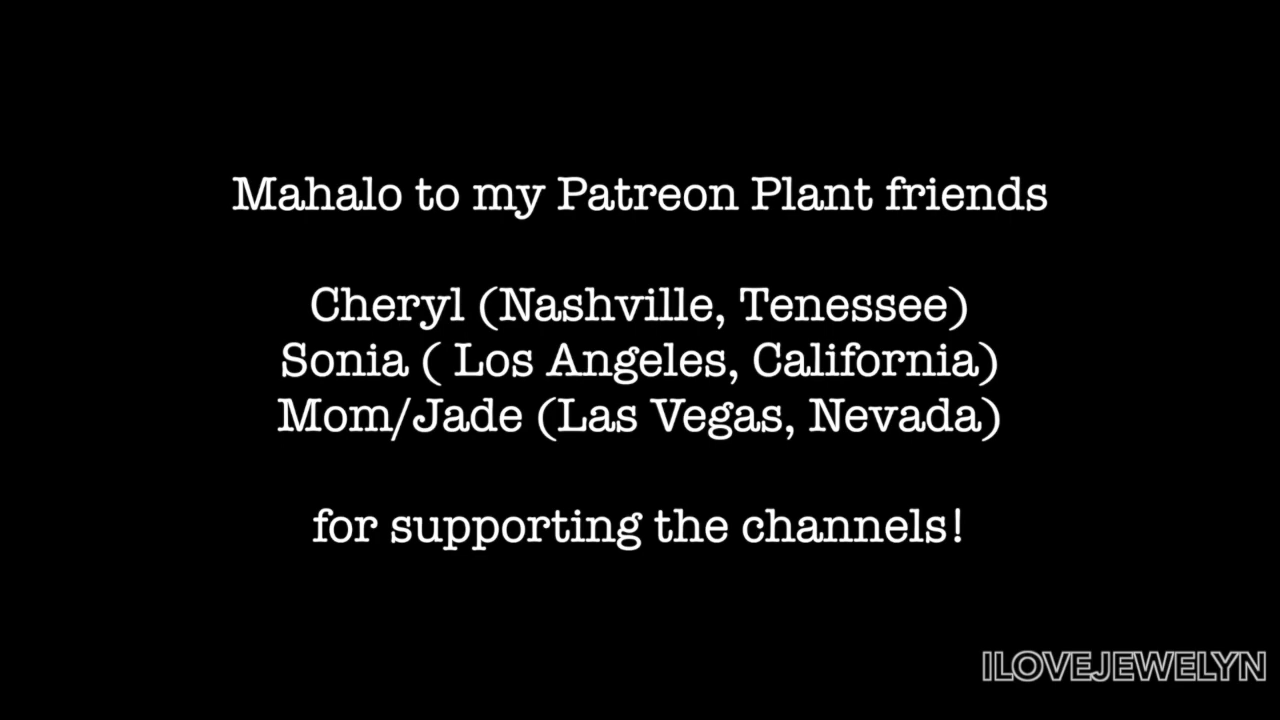 Mahalo to my Patreon Plant friends
Cheryl (Nashville, Tenessee)
Sonia ( Los Angeles, California)
Mom/Jade (Las Vegas, Nevada)
for supporting the channels!
ILOVEJEWELYN